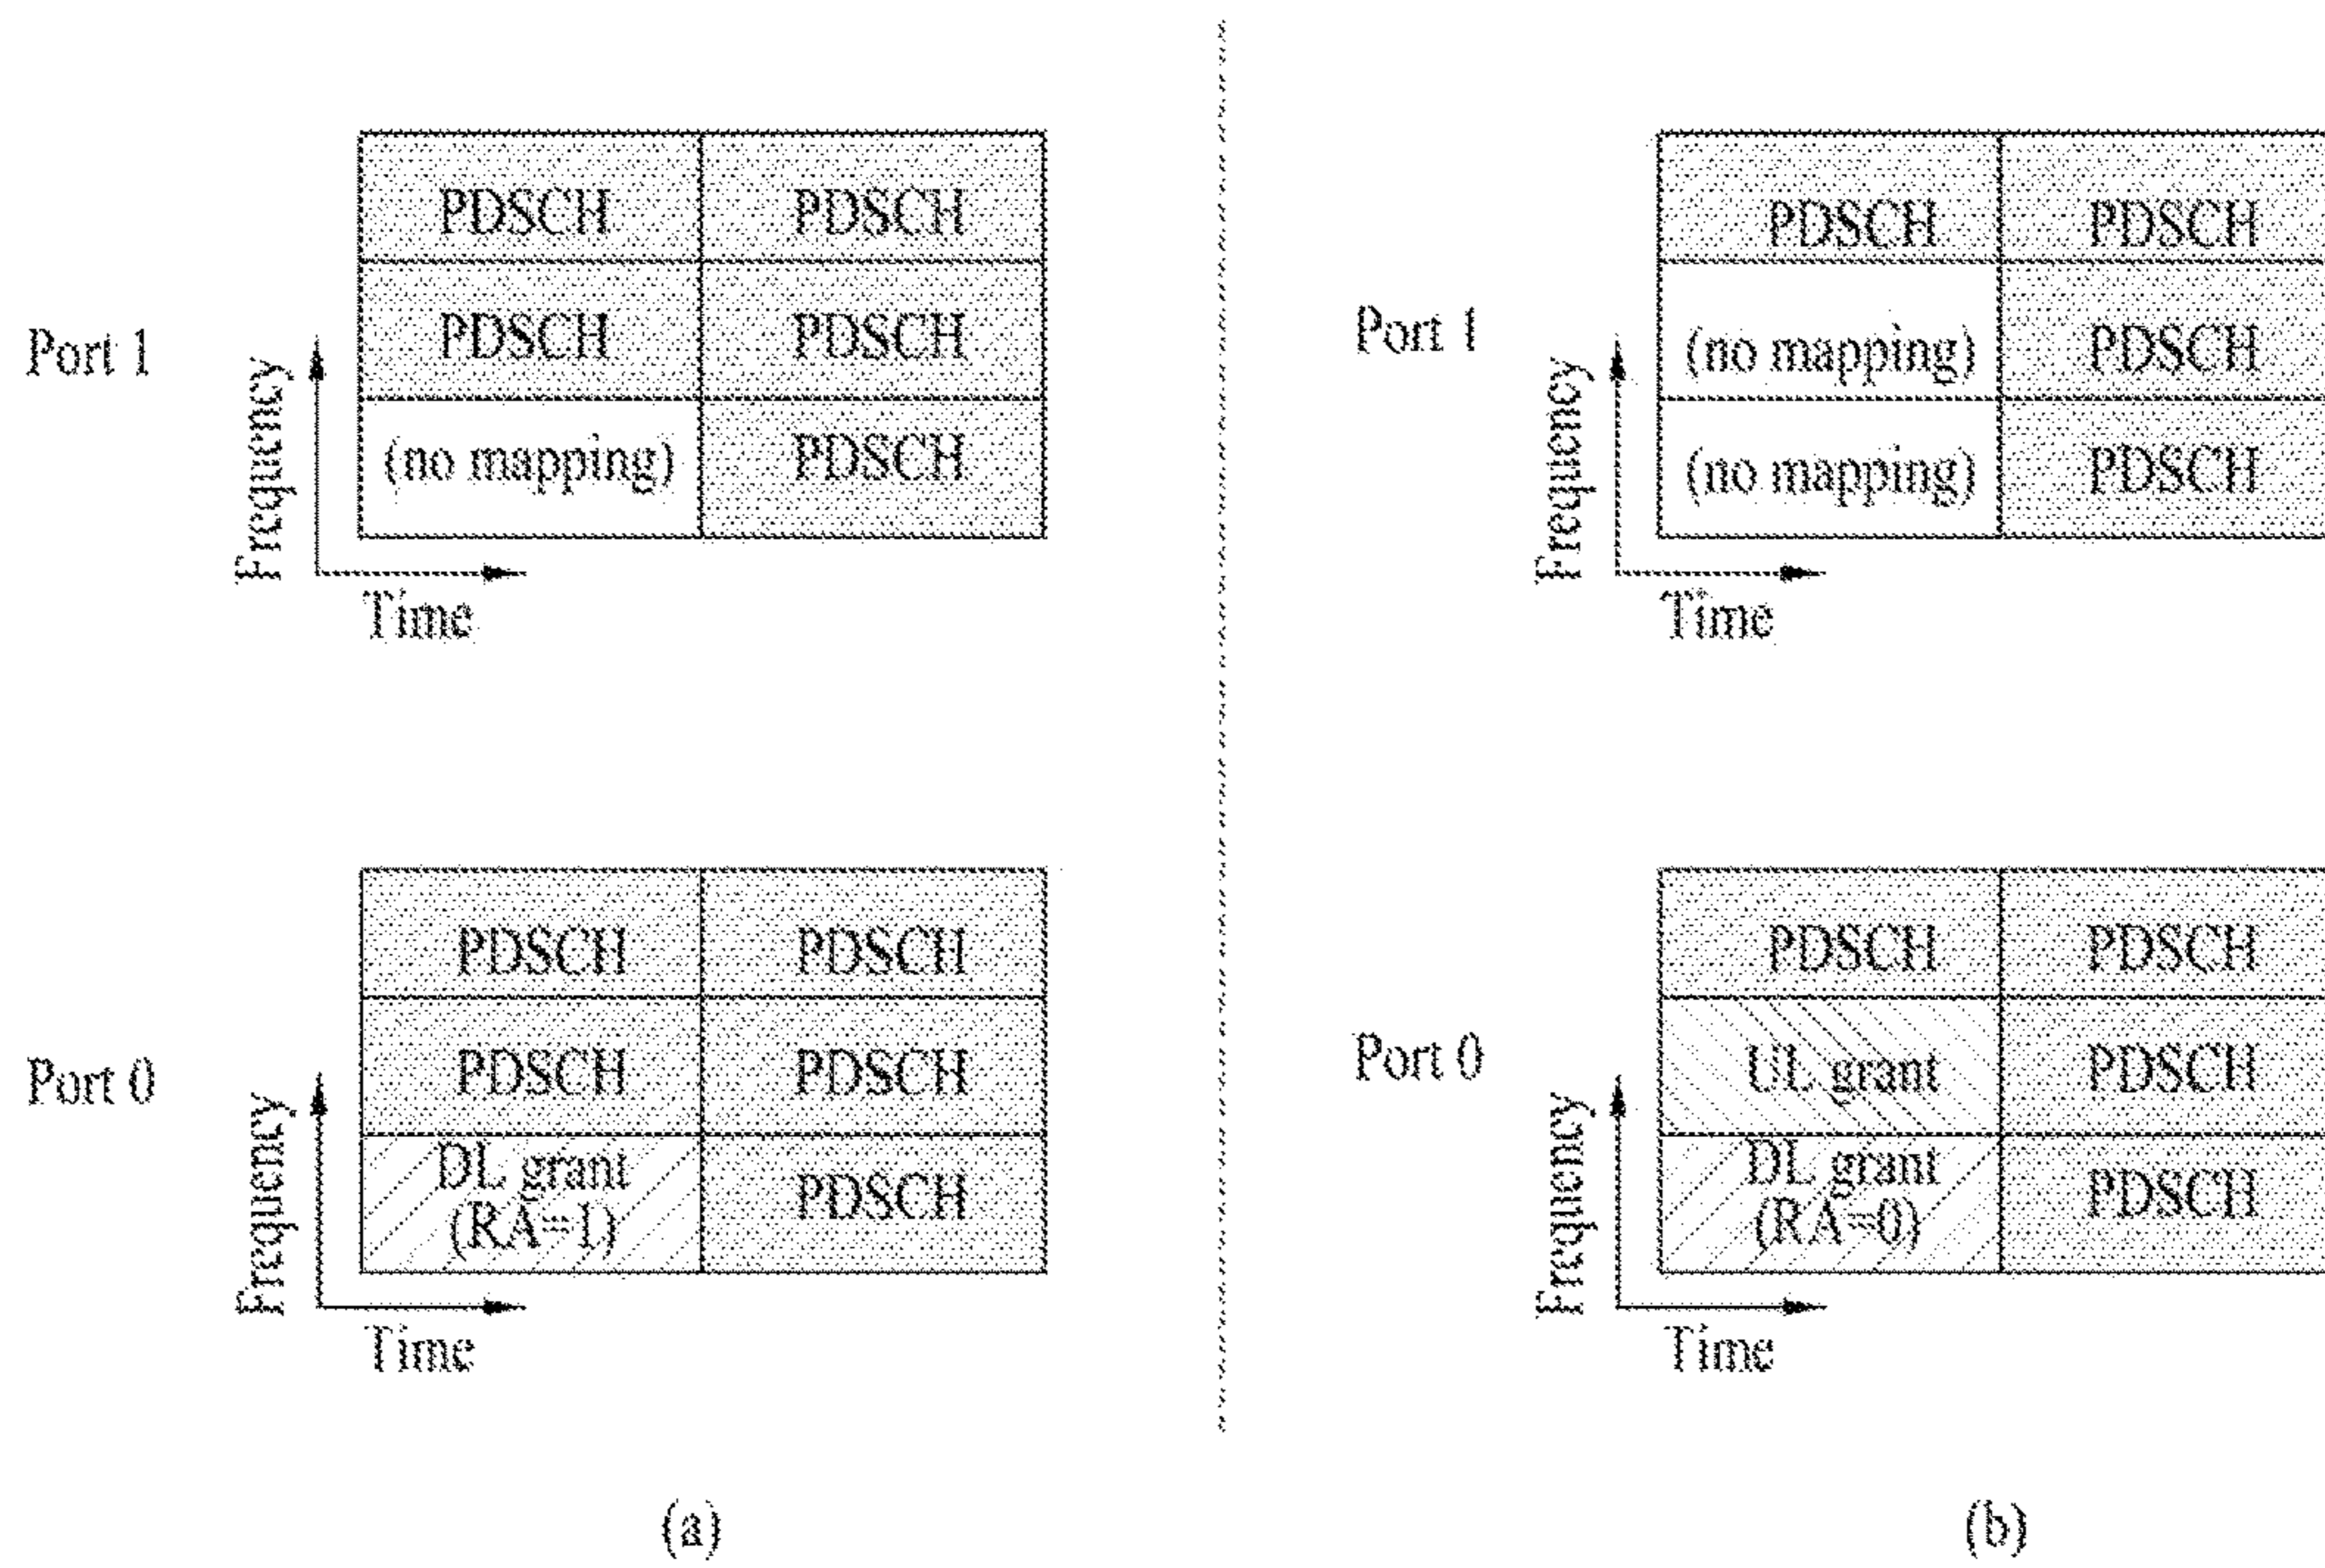 PDSCH PDSCH
Port 1
PDSCH PDSCH
(no mapping) PDSCH
Frequency
Time
PDSCH PDSCH
Port 0
PDSCH PDSCH
DL grant
(RA=1)
PDSCH
Frequency
Time
(a)
PDSCH PDSCH
Port 1
(no mapping) PDSCH
(no mapping) PDSCH
Frequency
Time
PDSCH PDSCH
Port 0
UL grant PDSCH
DL grant
(RA=0)
PDSCH
Frequency
Time
(b)